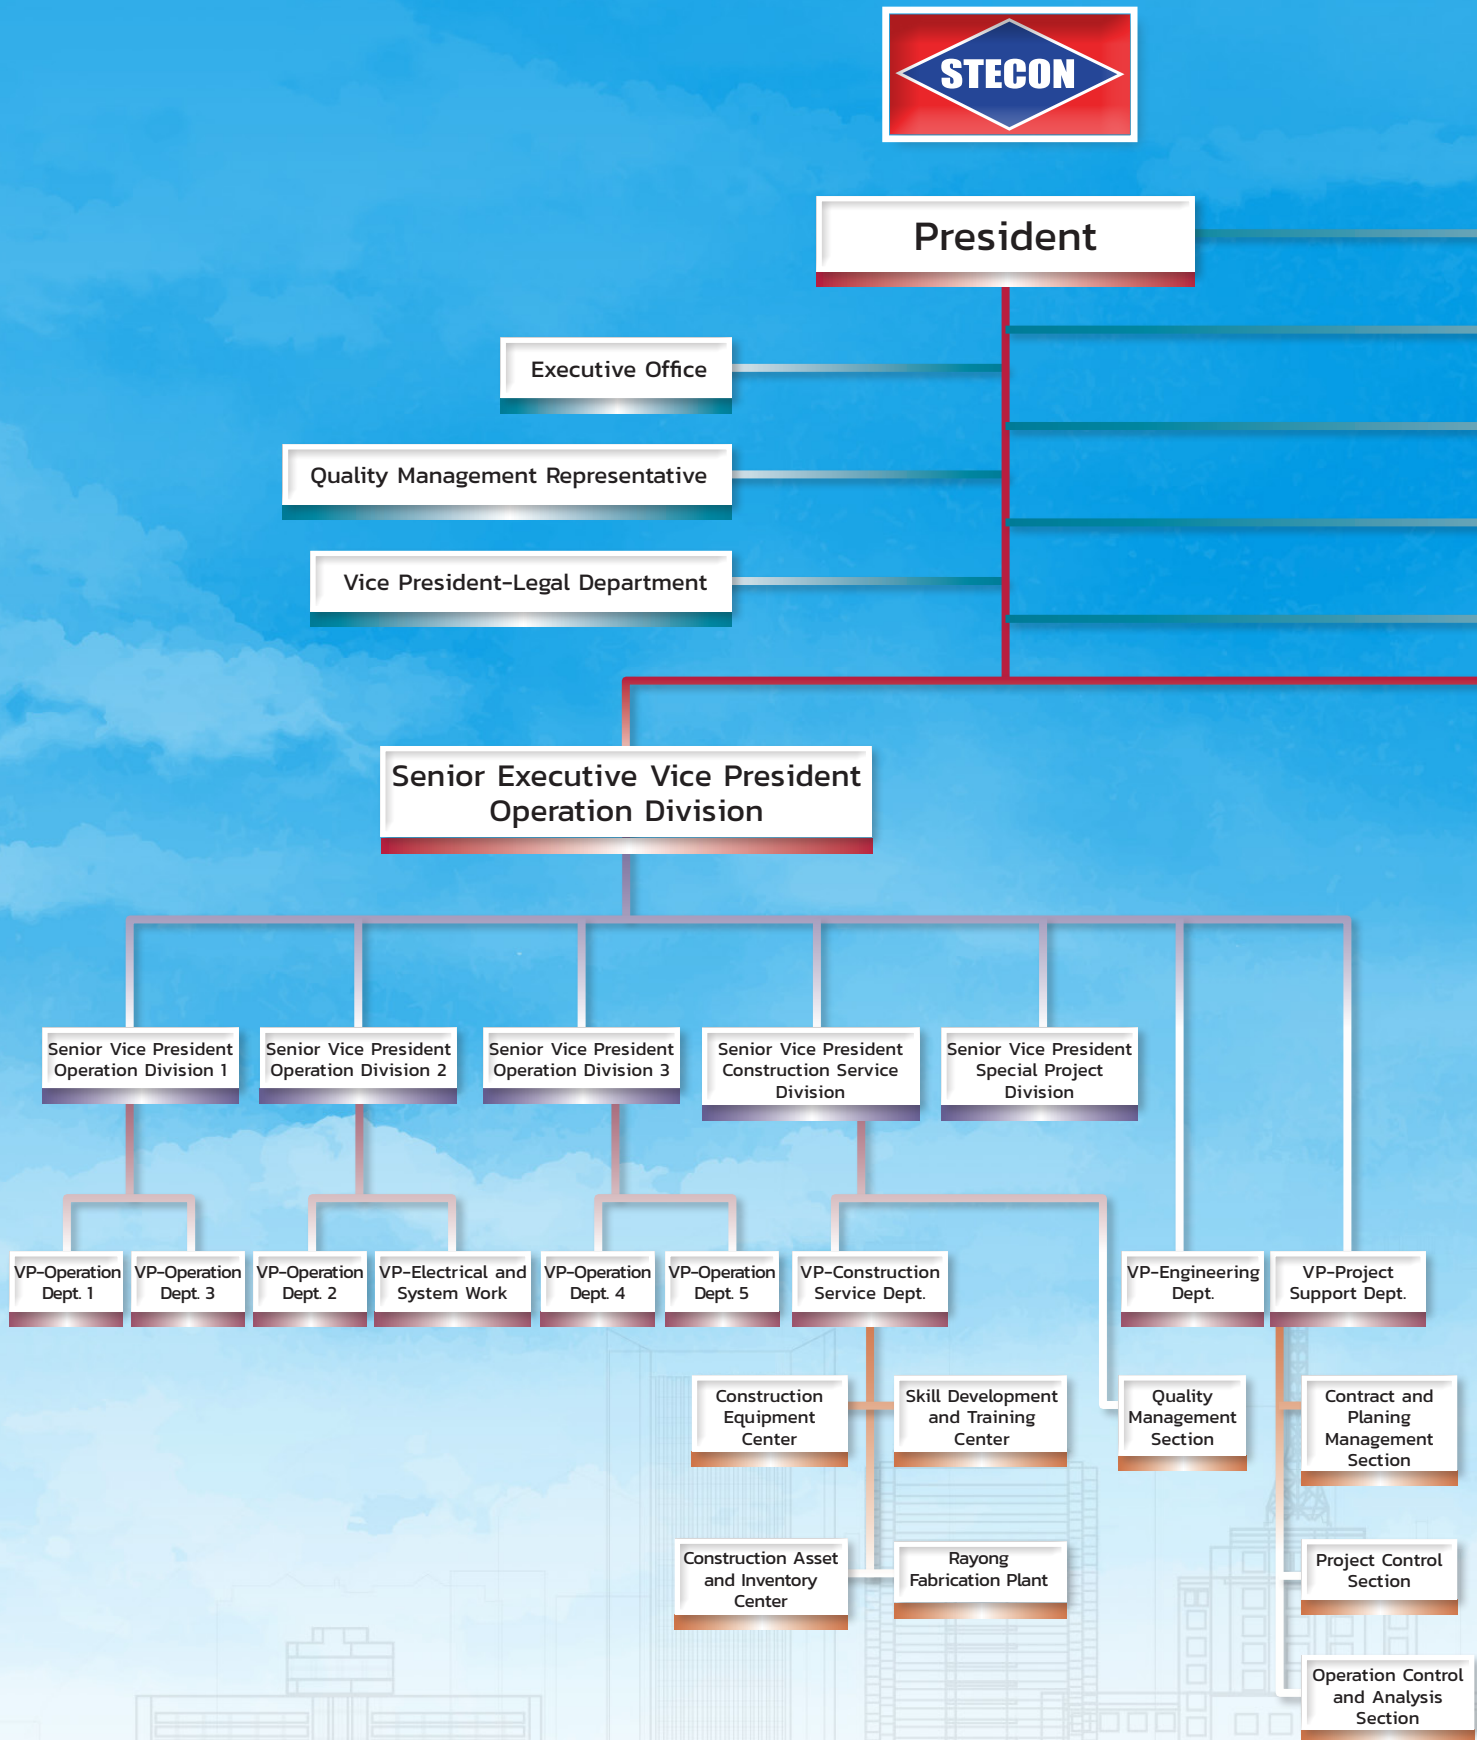 STECON
President
Executive Office
Quality Management Representative
Vice President-Legal Department
Senior Executive Vice President
Operation Division
Senior Vice President
Operation Division 1
Senior Vice President
Operation Division 2
Senior Vice President
Operation Division 3
Senior Vice President
Construction Service
Division
Senior Vice President
Special Project
Division
VP-Operation
Dept. 1
VP-Operation
Dept. 3
VP-Operation
Dept. 2
VP-Electrical and
System Work
VP-Operation
Dept. 4
VP-Operation
Dept. 5
VP-Construction
Service Dept.
VP-Engineering
Dept.
VP-Project
Support Dept.
Construction
Equipment
Center
Skill Development
and Training
Center
Quality
Management
Section
Contract and
Planing
Management
Section
Construction Asset
and Inventory
Center
Rayong
Fabrication Plant
Project Control
Section
Operation Control
and Analysis
Section